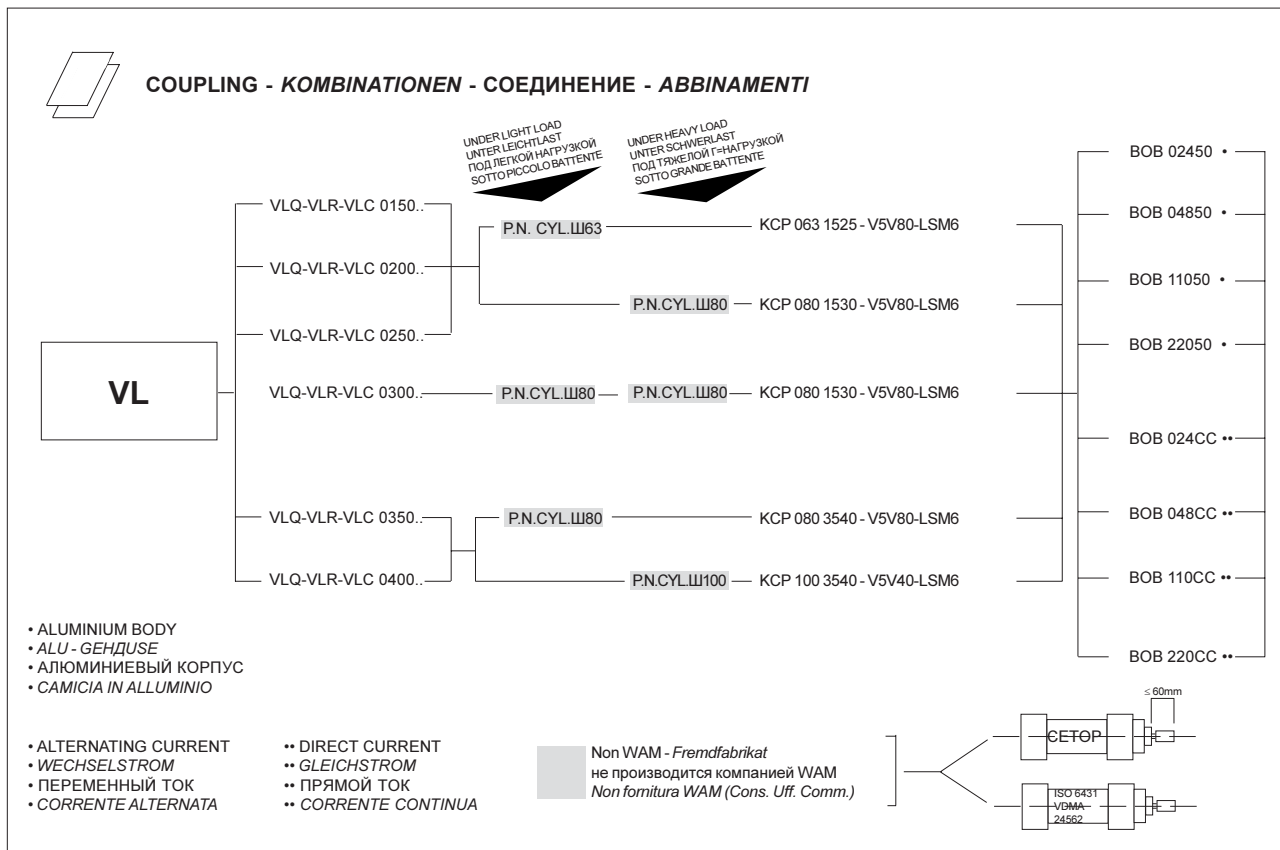 COUPLING - KOMBINATIONEN - СОЕДИНЕНИЕ - ABBINAMENTI
UNDER LIGHT LOAD
UNTER LEICHTLAST
ПОД ЛЕГКОЙ НАГРУЗКОЙ
SOTTO PICCOLO BATTENTE
UNDER HEAVY LOAD
UNTER SCHWERLAST
ПОД ТЯЖЕЛОЙ Г=НАГРУЗКОЙ
SOTTO GRANDE BATTENTE
VL
VLQ-VLR-VLC 0150..
VLQ-VLR-VLC 0200..
VLQ-VLR-VLC 0250..
VLQ-VLR-VLC 0300..
VLQ-VLR-VLC 0350..
VLQ-VLR-VLC 0400..
P.N. CYL.Ш63
KCP 063 1525 - V5V80-LSM6
P.N.CYL.Ш80
KCP 080 1530 - V5V80-LSM6
P.N.CYL.Ш80
P.N.CYL.Ш80
KCP 080 1530 - V5V80-LSM6
P.N.CYL.Ш80
KCP 080 3540 - V5V80-LSM6
P.N.CYL.Ш100
KCP 100 3540 - V5V40-LSM6
BOB 02450 •
BOB 04850 •
BOB 11050 •
BOB 22050 •
BOB 024CC ••
BOB 048CC ••
BOB 110CC ••
BOB 220CC ••
• ALUMINIUM BODY
• ALU - GEHДUSE
• АЛЮМИНИЕВЫЙ КОРПУС
• CAMICIA IN ALLUMINIO
• ALTERNATING CURRENT
• WECHSELSTROM
• ПЕРЕМЕННЫЙ ТОК
• CORRENTE ALTERNATA
•• DIRECT CURRENT
•• GLEICHSTROM
•• ПРЯМОЙ ТОК
•• CORRENTE CONTINUA
Non WAM - Fremdfabrikat
не производится компанией WAM
Non fornitura WAM (Cons. Uff. Comm.)
≤ 60mm
CETOP
ISO 6431
VDMA
24562